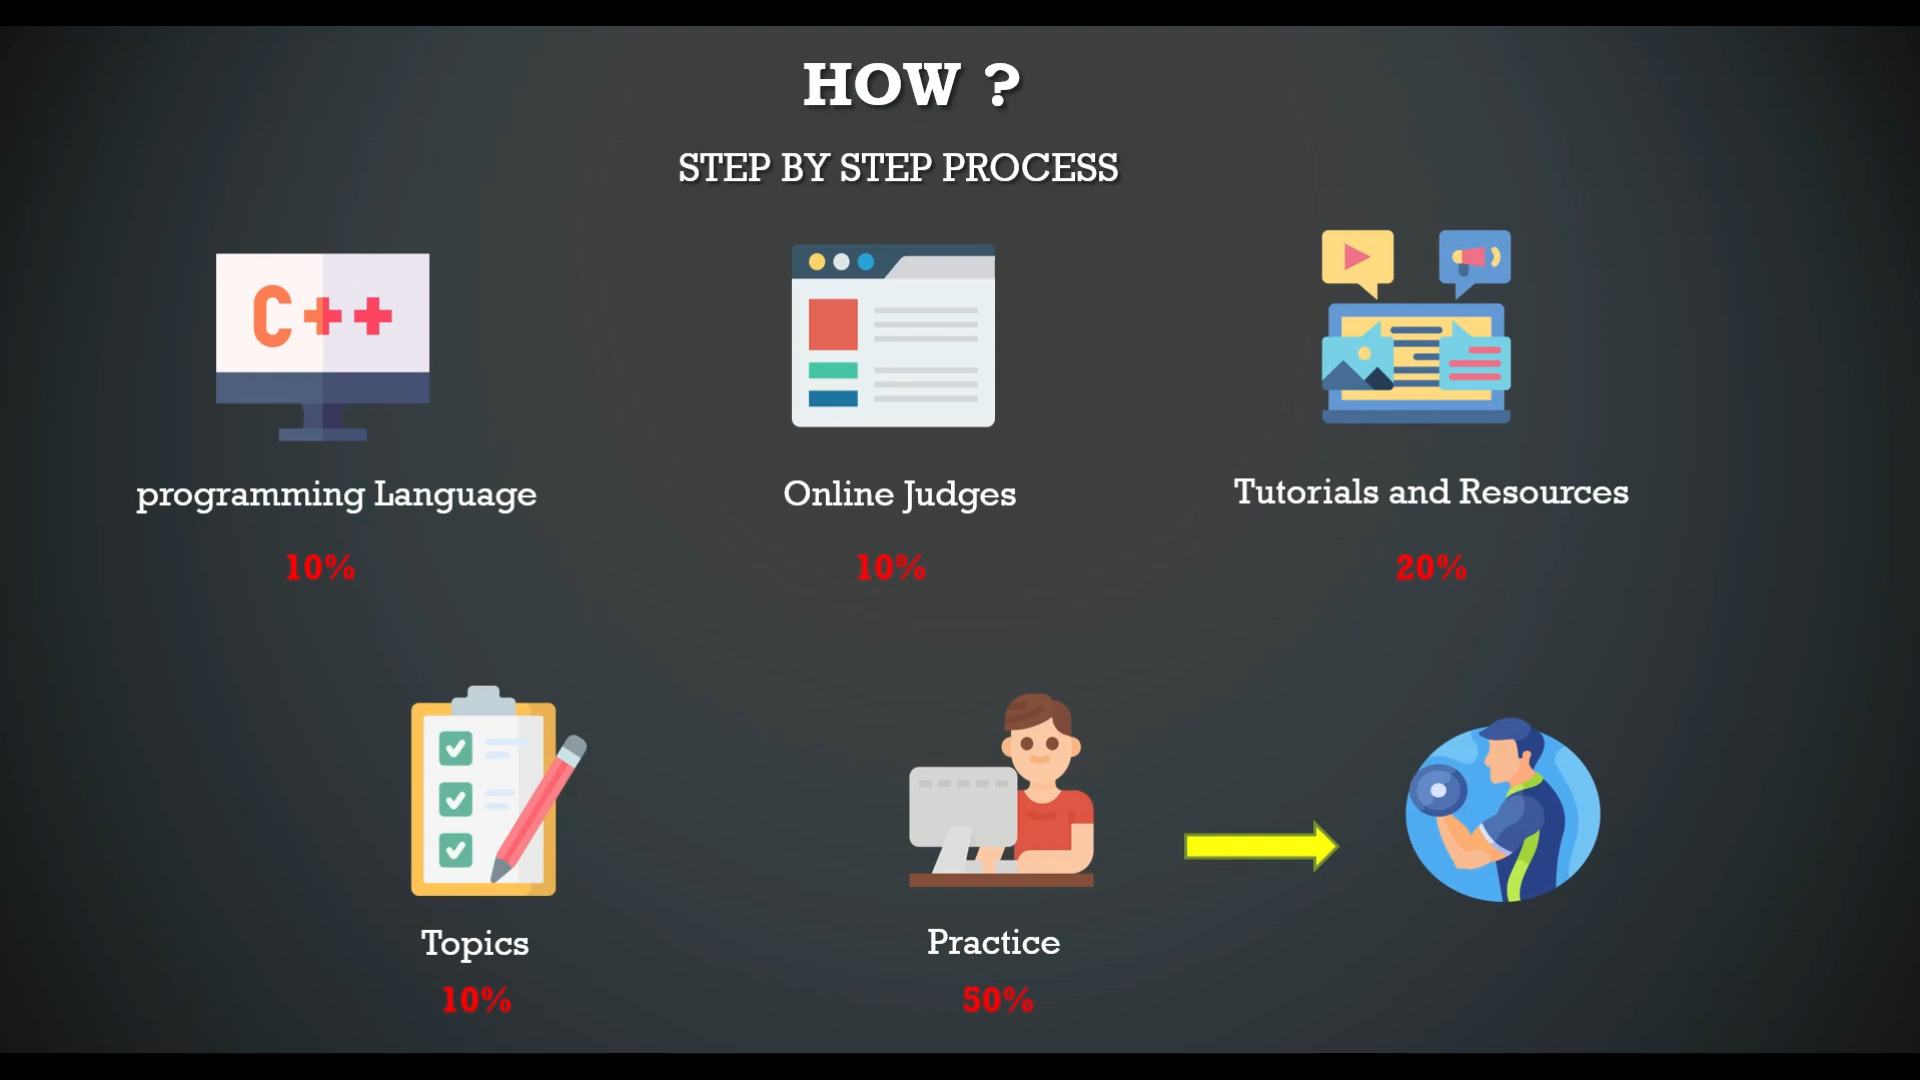 HOW ?
STEP BY STEP PROCESS
C++
programming Language
Online Judges
Tutorials and Resources
10%
10%
20%
Topics
Practice
10%
50%